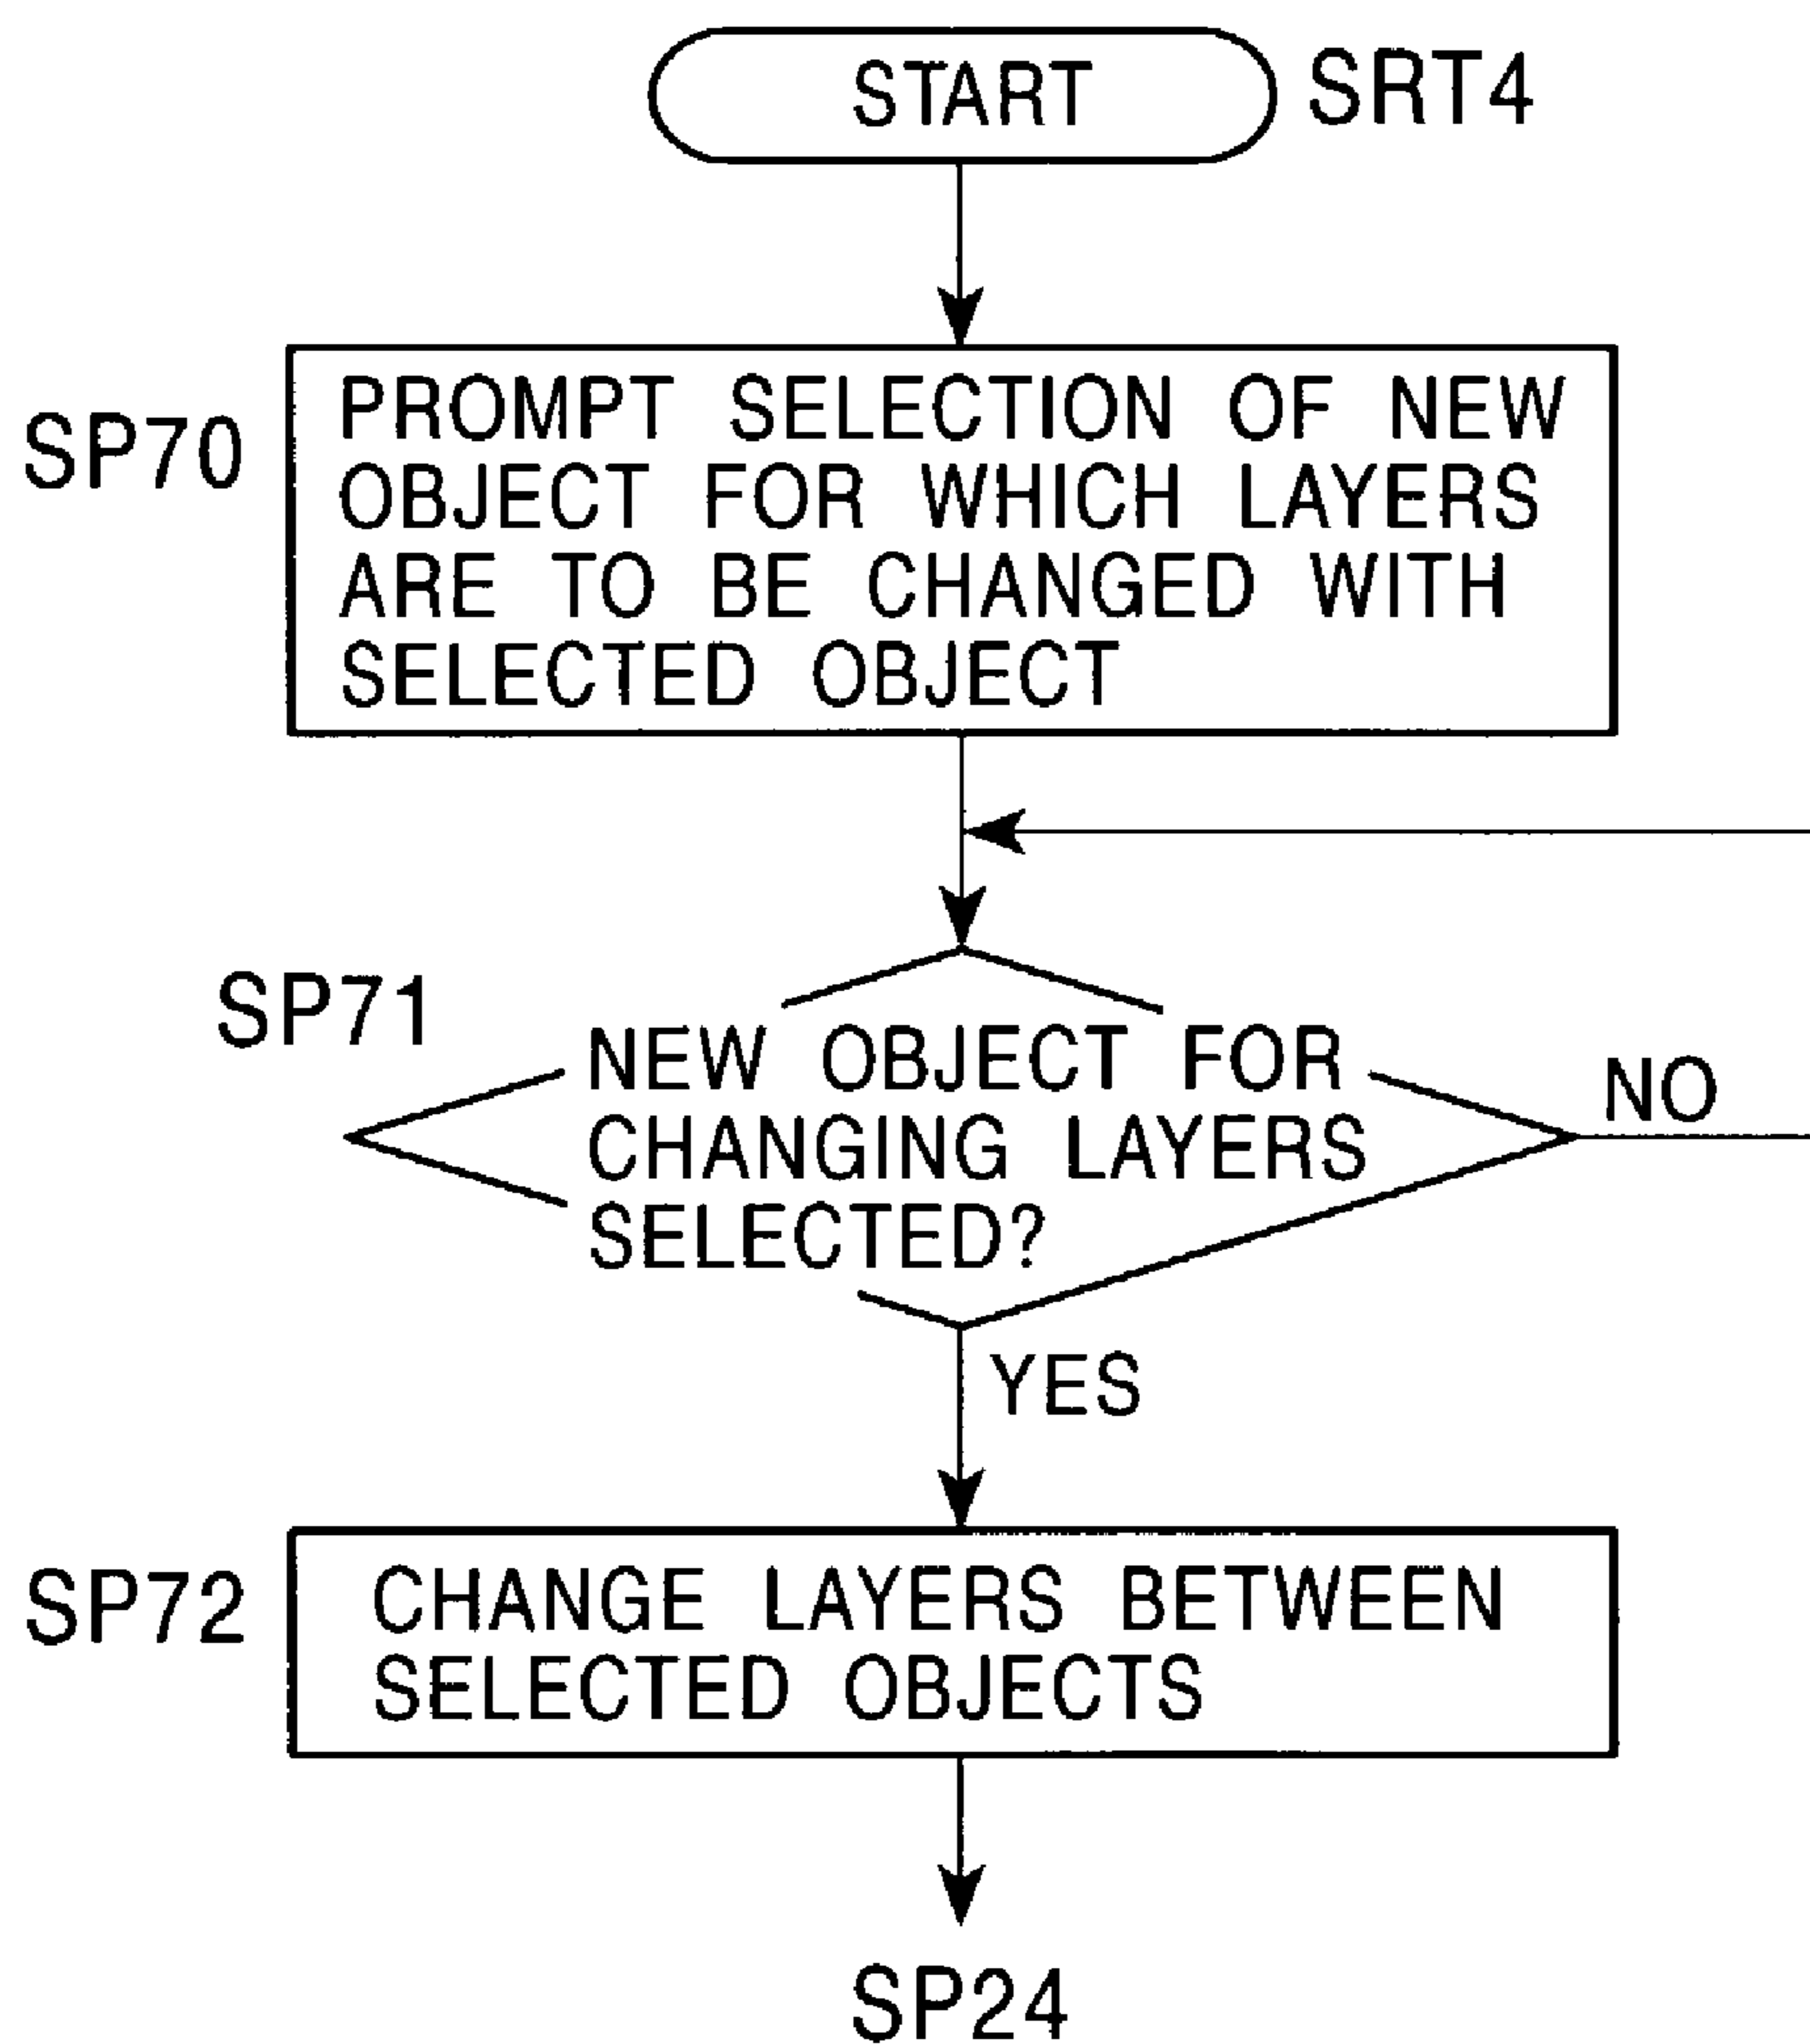 START
SRT4
SP70
PROMPT SELECTION OF NEW
OBJECT FOR WHICH LAYERS
ARE TO BE CHANGED WITH
SELECTED OBJECT
SP71
NEW OBJECT FOR
CHANGING LAYERS
SELECTED?
NO
YES
SP72
CHANGE LAYERS BETWEEN
SELECTED OBJECTS
SP24